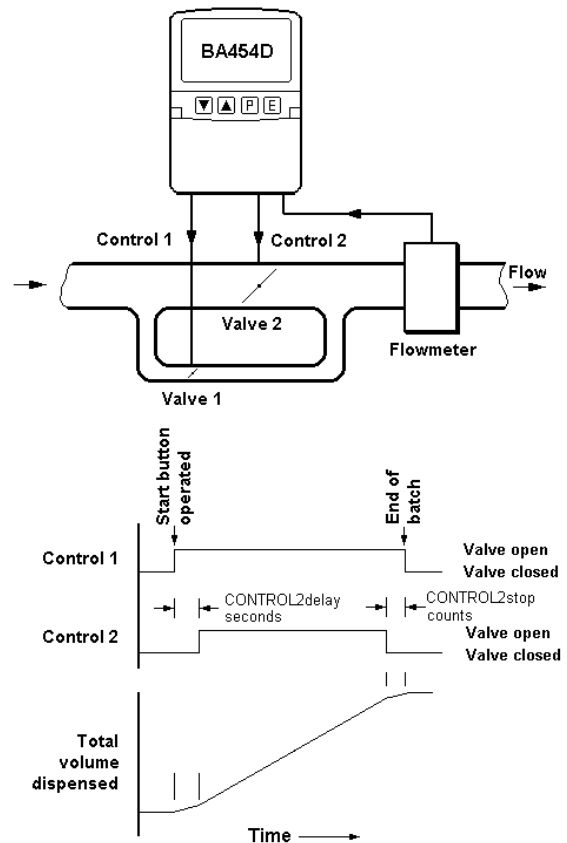 BA454D
P E
Control 1
Control 2
Flow
Valve 2
Flowmeter
Valve 1
Start button
operated
End of
batch
Control 1
Valve open
Valve closed
CONTROL2delay
seconds
CONTROL2stop
counts
Control 2
Valve open
Valve closed
Total
volume
dispensed
Time